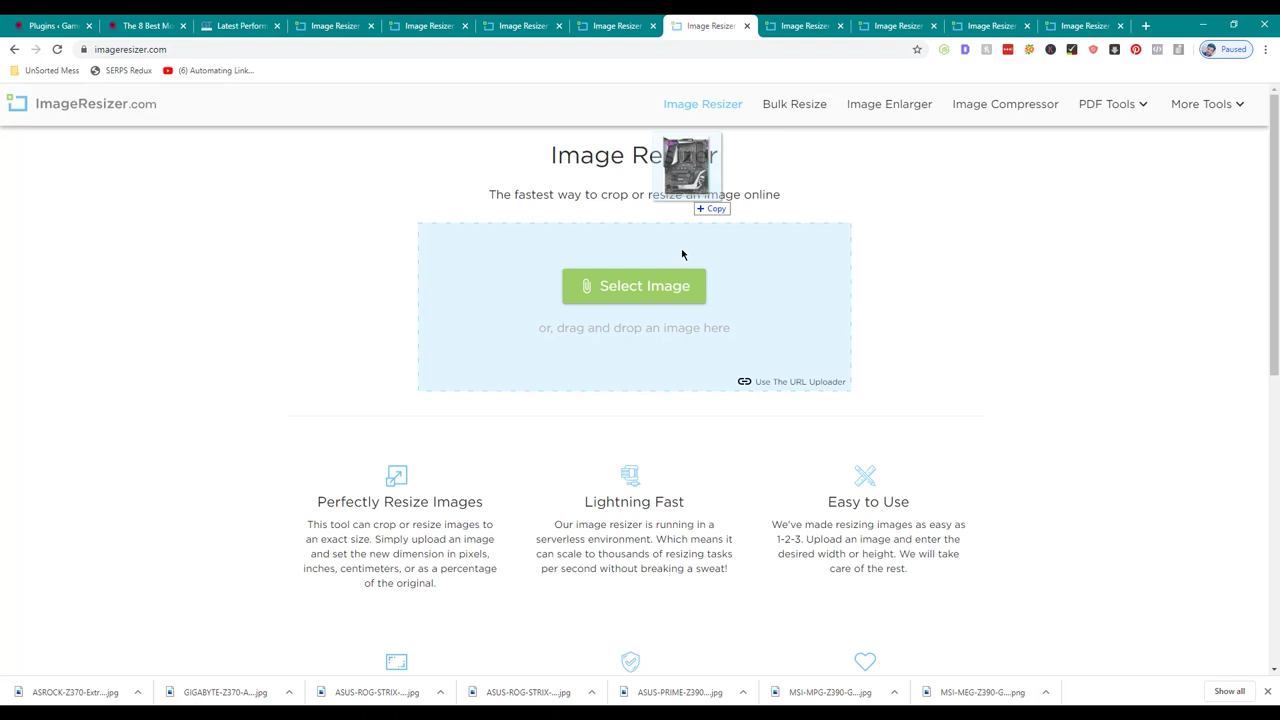 Plugins ‹ Gam
The 8 Best Mo
Latest Perform
Image Resizer
Image Resizer
Image Resizer
Image Resizer
Image Resizer
Image Resizer
Image Resizer
Image Resizer
Image Resizer
imageresizer.com
Paused
UnSorted Mess
SERPS Redux
(6) Automating Link...
ImageResizer.com
Image Resizer
Bulk Resize
Image Enlarger
Image Compressor
PDF Tools
More Tools
Image Resizer
The fastest way to crop or resize an image online
+ Copy
Select Image
or, drag and drop an image here
Use The URL Uploader
Perfectly Resize Images
This tool can crop or resize images to
an exact size. Simply upload an image
and set the new dimension in pixels,
inches, centimeters, or as a percentage
of the original.
Lightning Fast
Our image resizer is running in a
serverless environment. Which means it
can scale to thousands of resizing tasks
per second without breaking a sweat!
Easy to Use
We've made resizing images as easy as
1-2-3. Upload an image and enter the
desired width or height. We will take
care of the rest.
ASROCK-Z370-Extr....jpg
GIGABYTE-Z370-A....jpg
ASUS-ROG-STRIX-....jpg
ASUS-ROG-STRIX-....jpg
ASUS-PRIME-Z390....jpg
MSI-MPG-Z390-G....jpg
MSI-MEG-Z390-G....png
Show all